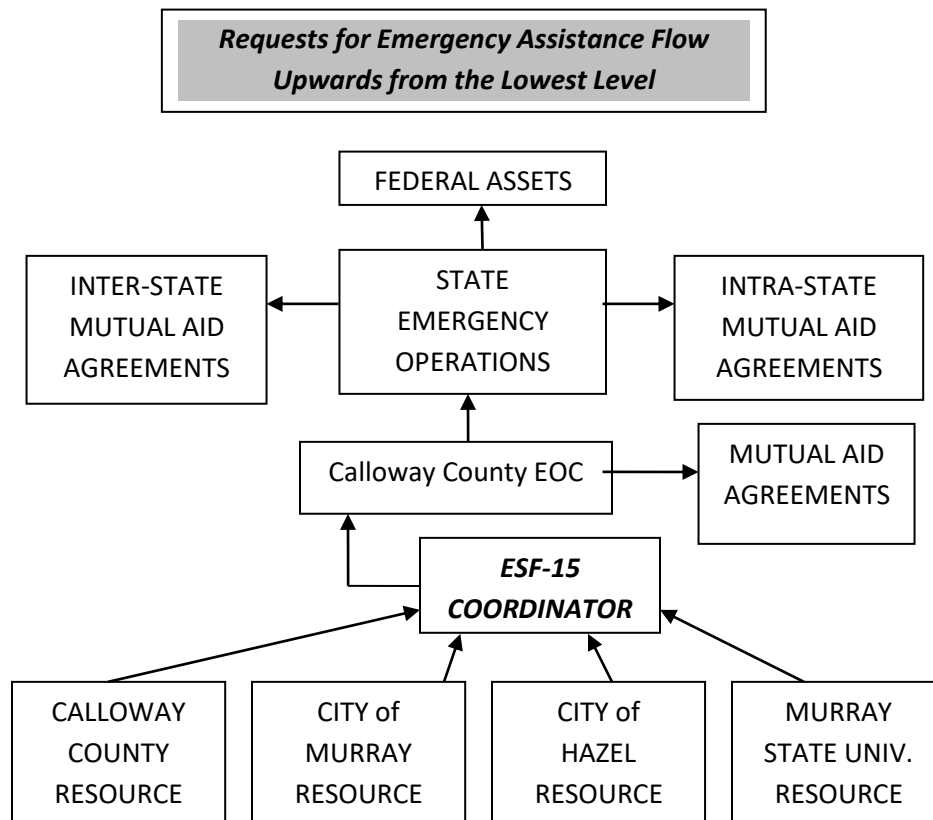 Requests for Emergency Assistance Flow
Upwards from the Lowest Level
FEDERAL ASSETS
INTER-STATE
MUTUAL AID
AGREEMENTS
STATE
EMERGENCY
OPERATIONS
INTRA-STATE
MUTUAL AID
AGREEMENTS
Calloway County EOC
MUTUAL AID
AGREEMENTS
ESF-15
COORDINATOR
CALLOWAY
COUNTY
RESOURCE
CITY of
MURRAY
RESOURCE
CITY of
HAZEL
RESOURCE
MURRAY
STATE UNIV.
RESOURCE